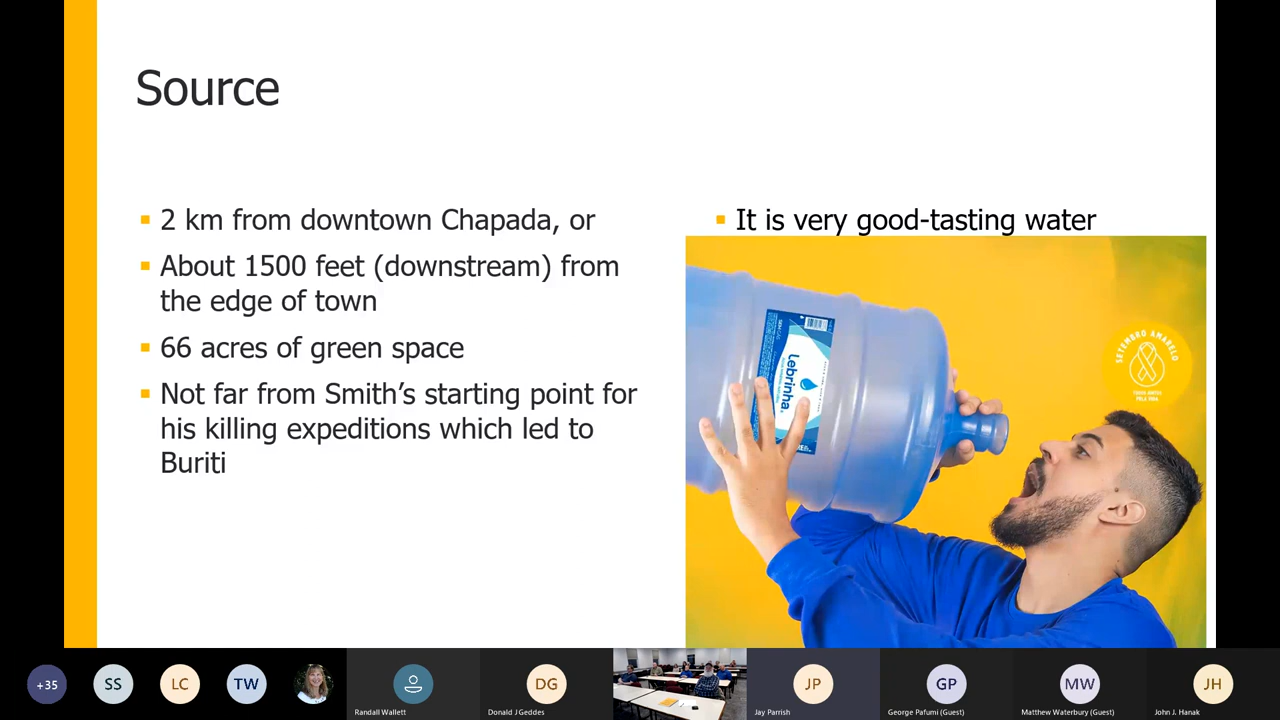 Source
2 km from downtown Chapada, or
About 1500 feet (downstream) from
the edge of town
66 acres of green space
Not far from Smith’s starting point for
his killing expeditions which led to
Buriti
It is very good-tasting water
Lebrinha
SETEMBRO AMARELO
+35
SS
LC
TW
Randall Wallett
DG
Donald J Geddes
JP
Jay Parrish
GP
George Pafumi (Guest)
MW
Matthew Waterbury (Guest)
JH
John J. Hanak